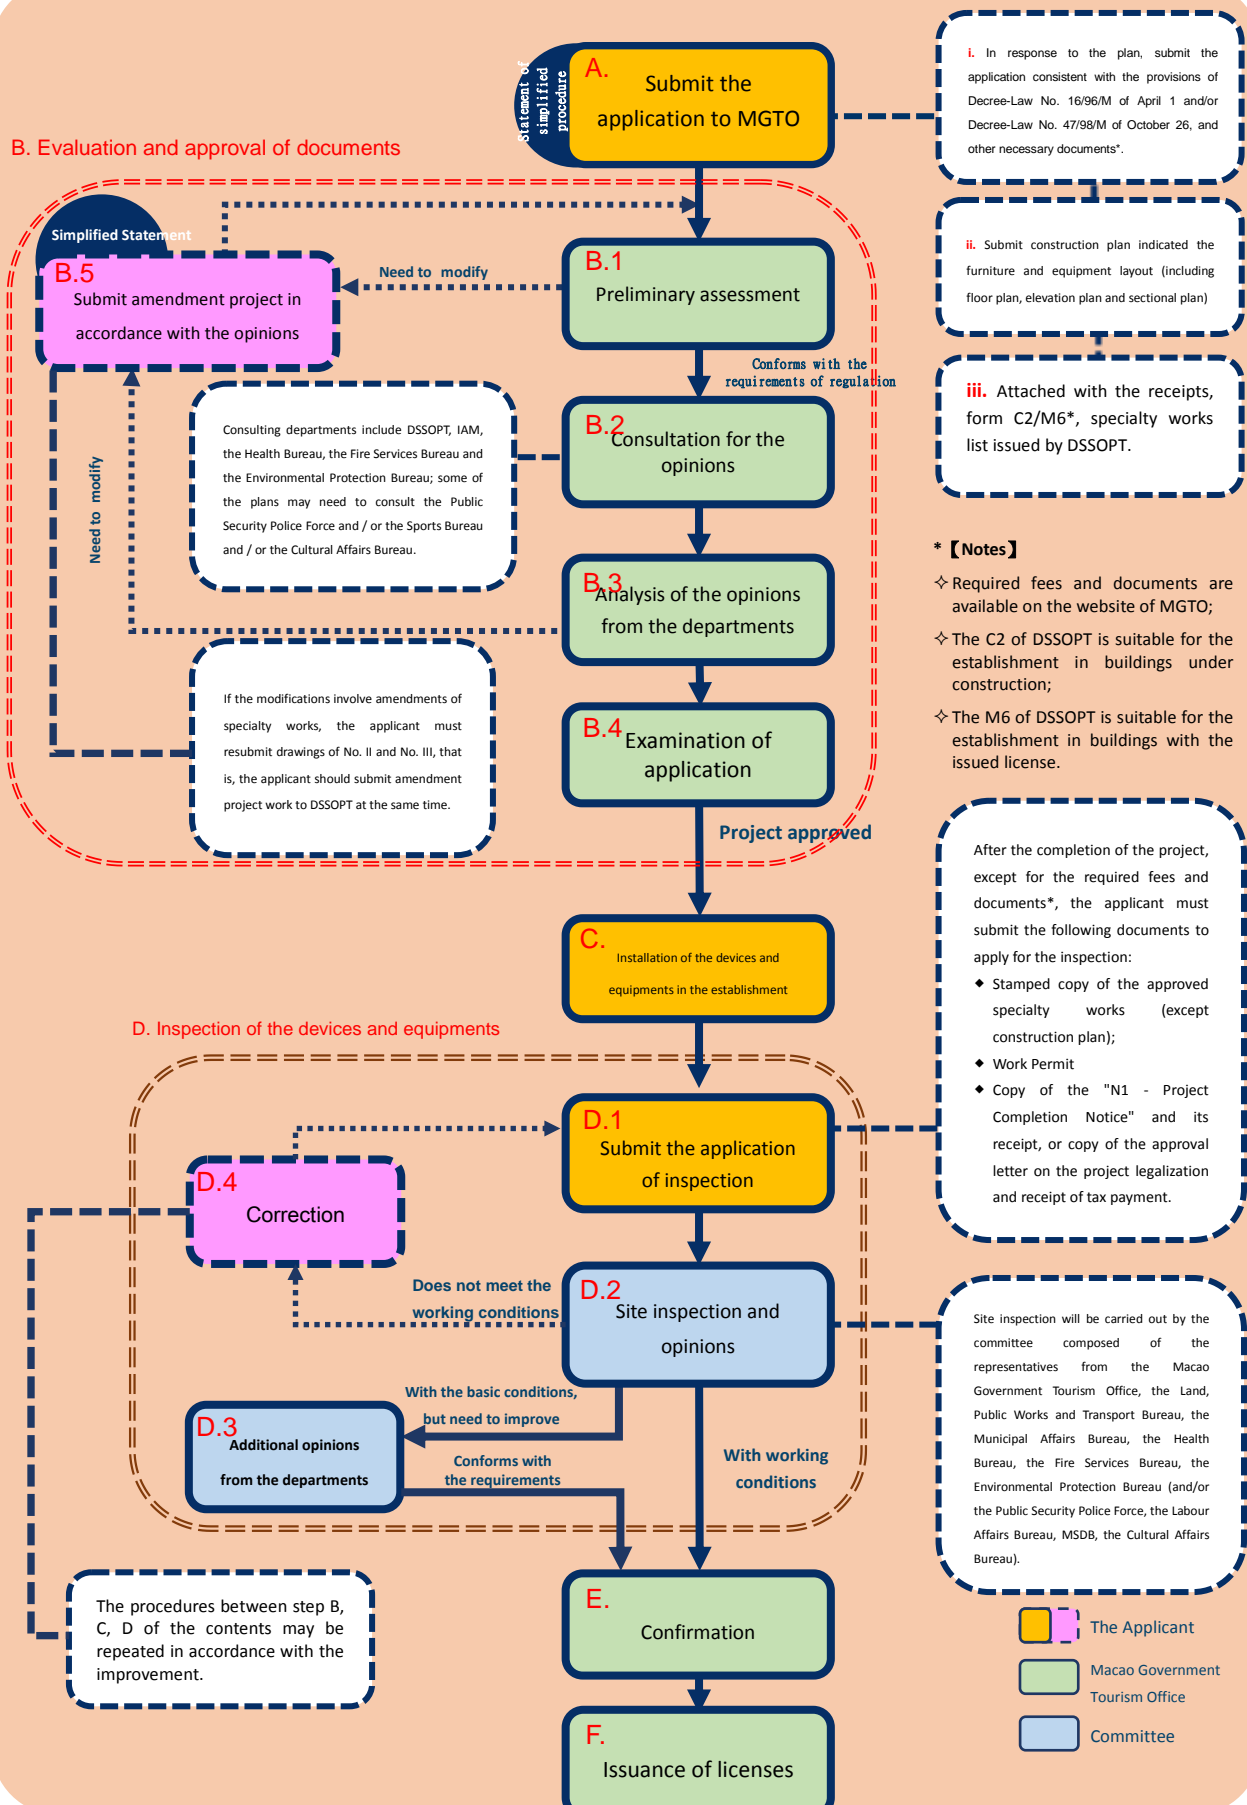 Statement of
simplified
procedure
A.
Submit the
application to MGTO
i. In response to the plan, submit the
application consistent with the provisions of
Decree-Law No. 16/96/M of April 1 and/or
Decree-Law No. 47/98/M of October 26, and
other necessary documents*.
ii. Submit construction plan indicated the
furniture and equipment layout (including
floor plan, elevation plan and sectional plan)
iii. Attached with the receipts,
form C2/M6*, specialty works
list issued by DSSOPT.
*【Notes】
✧ Required fees and documents are
available on the website of MGTO;
✧ The C2 of DSSOPT is suitable for the
establishment in buildings under
construction;
✧ The M6 of DSSOPT is suitable for the
establishment in buildings with the
issued license.
B. Evaluation and approval of documents
Simplified Statement
B.5
Submit amendment project in
accordance with the opinions
Need to modify
B.1
Preliminary assessment
Conforms with the
requirements of regulation
Need to modify
Consulting departments include DSSOPT, IAM,
the Health Bureau, the Fire Services Bureau and
the Environmental Protection Bureau; some of
the plans may need to consult the Public
Security Police Force and / or the Sports Bureau
and / or the Cultural Affairs Bureau.
B.2
Consultation for the
opinions
B.3
Analysis of the opinions
from the departments
If the modifications involve amendments of
specialty works, the applicant must
resubmit drawings of No. II and No. III, that
is, the applicant should submit amendment
project work to DSSOPT at the same time.
B.4
Examination of
application
Project approved
C.
Installation of the devices and
equipments in the establishment
After the completion of the project,
except for the required fees and
documents*, the applicant must
submit the following documents to
apply for the inspection:
◆ Stamped copy of the approved
specialty works (except
construction plan);
◆ Work Permit
◆ Copy of the "N1 - Project
Completion Notice" and its
receipt, or copy of the approval
letter on the project legalization
and receipt of tax payment.
D. Inspection of the devices and equipments
D.1
Submit the application
of inspection
D.4
Correction
Does not meet the
working conditions
D.2
Site inspection and
opinions
Site inspection will be carried out by the
committee composed of the
representatives from the Macao
Government Tourism Office, the Land,
Public Works and Transport Bureau, the
Municipal Affairs Bureau, the Health
Bureau, the Fire Services Bureau, the
Environmental Protection Bureau (and/or
the Public Security Police Force, the Labour
Affairs Bureau, MSDB, the Cultural Affairs
Bureau).
With the basic conditions,
but need to improve
D.3
Additional opinions
from the departments
Conforms with
the requirements
With working
conditions
The procedures between step B,
C, D of the contents may be
repeated in accordance with the
improvement.
E.
Confirmation
F.
Issuance of licenses
The Applicant
Macao Government
Tourism Office
Committee